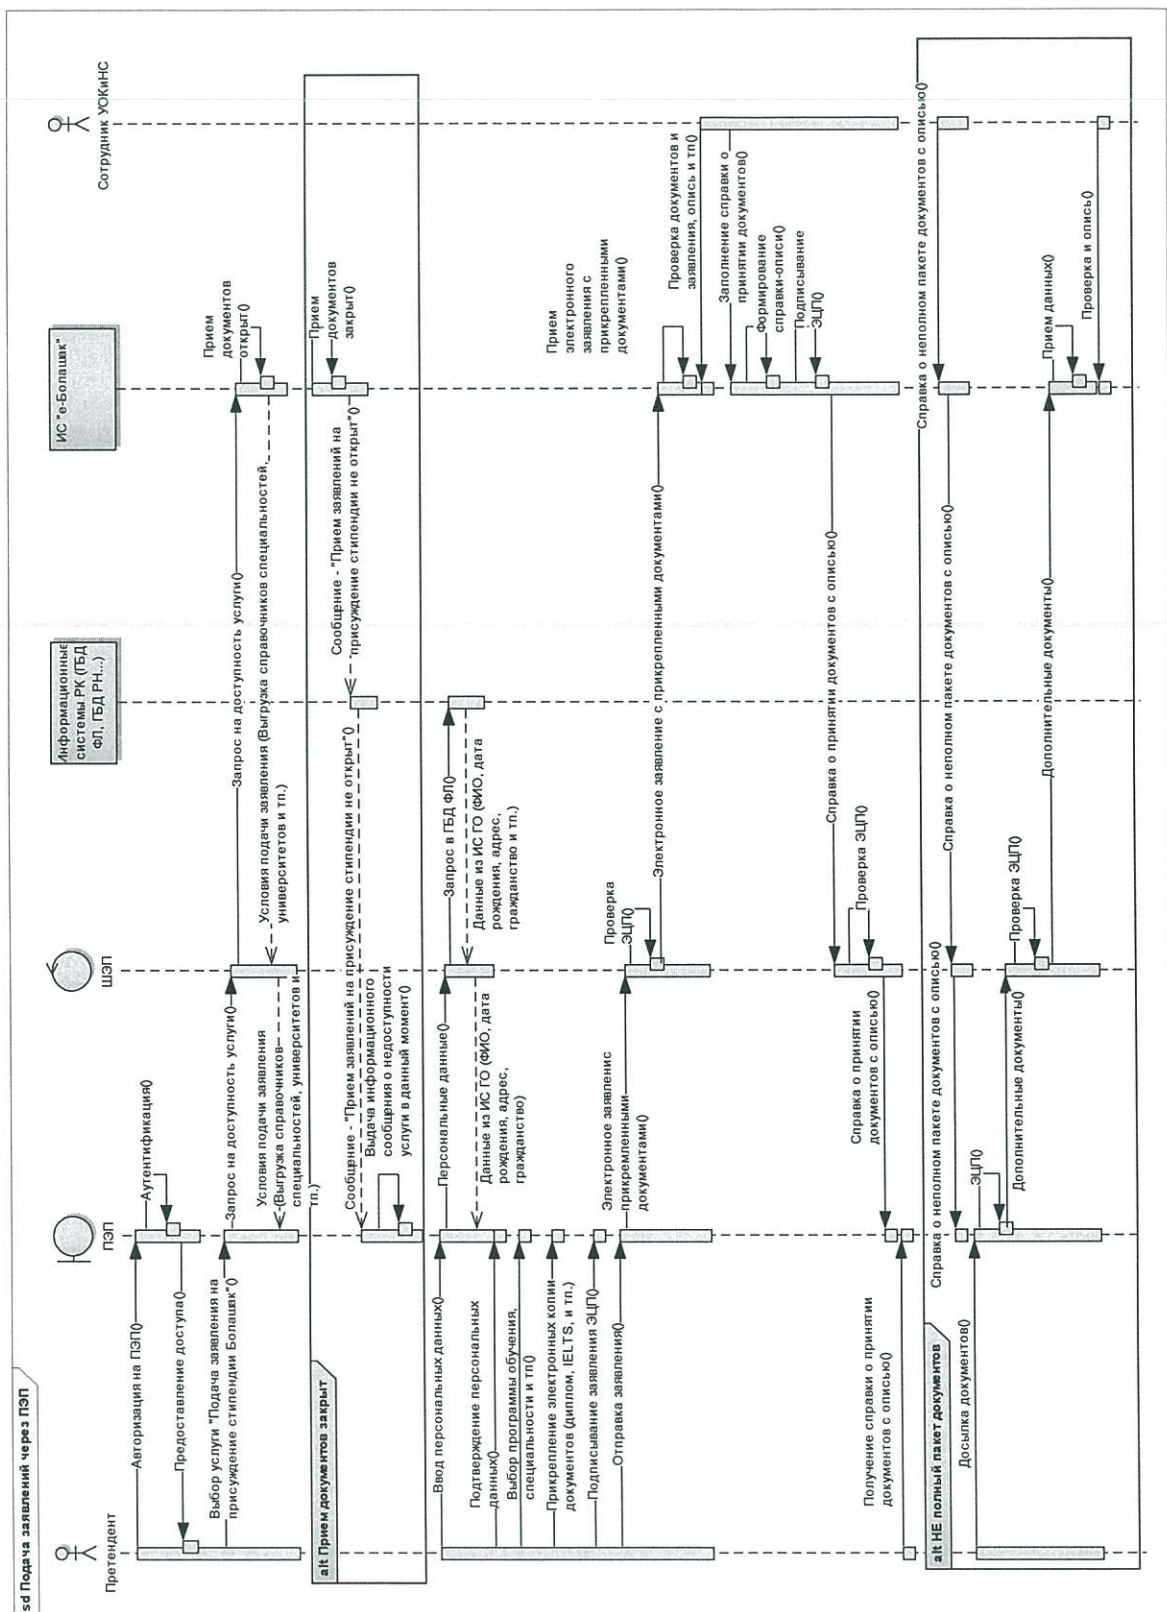 sd Подача заявлений через ПЭП
Претендент
ПЭП
ШЭП
Информационные
системы РК (ГБД
ФЛ, ГБД РН...)
ИС "е-Болашак"
Сотрудник УОКиНС
Авторизация на ПЭП()
Аутентификация()
Предоставление доступа()
Выбор услуги "Подача заявления на
присуждение стипендии Болашак"()
Запрос на доступность услуги()
Запрос на доступность услуги()
Прием
документов
открыт()
Условия подачи заявления (Выгрузка справочников специальностей,
университетов и тп.)
Условия подачи заявления
(Выгрузка справочников
специальностей, университетов и
тп.)
alt Прием документов закрыт
Прием
документов
закрыт()
Сообщение - "Прием заявлений на
присуждение стипендии не открыт"()
Сообщение - "Прием заявлений на присуждение стипендии не открыт"()
Выдача информационного
сообщения о недоступности
услуги в данный момент()
Ввод персональных данных()
Персональные данные()
Запрос в ГБД ФЛ()
Данные из ИС ГО (ФИО, дата
рождения, адрес,
гражданство и тп.)
Данные из ИС ГО (ФИО, дата
рождения, адрес,
гражданство)
Подтверждение персональных
данных()
Выбор программы обучения,
специальности и тп()
Прикрепление электронных копии
документов (диплом, IELTS, и тп.)
Подписывание заявления ЭЦП()
Отправка заявления()
Электронное заявление с
прикремленными
документами()
Проверка
ЭЦП()
Электронное заявление с прикрепленными документами()
Прием
электронного
заявления с
прикрепленными
документами()
Проверка документов и
заявления, опись и тп()
Заполнение справки о
принятии документов()
Формирование
справки-описи()
Подписывание
ЭЦП()
Справка о принятии документов с описью()
Проверка ЭЦП()
Справка о принятии
документов с описью()
Получение справки о принятии
документов с описью()
alt НЕ полный пакет документов
Справка о неполном пакете документов с описью()
Справка о неполном пакете документов с описью()
Справка о неполном пакете документов с описью()
Досылка документов()
ЭЦП()
Дополнительные документы()
Проверка ЭЦП()
Дополнительные документы()
Прием данных()
Проверка и опись()